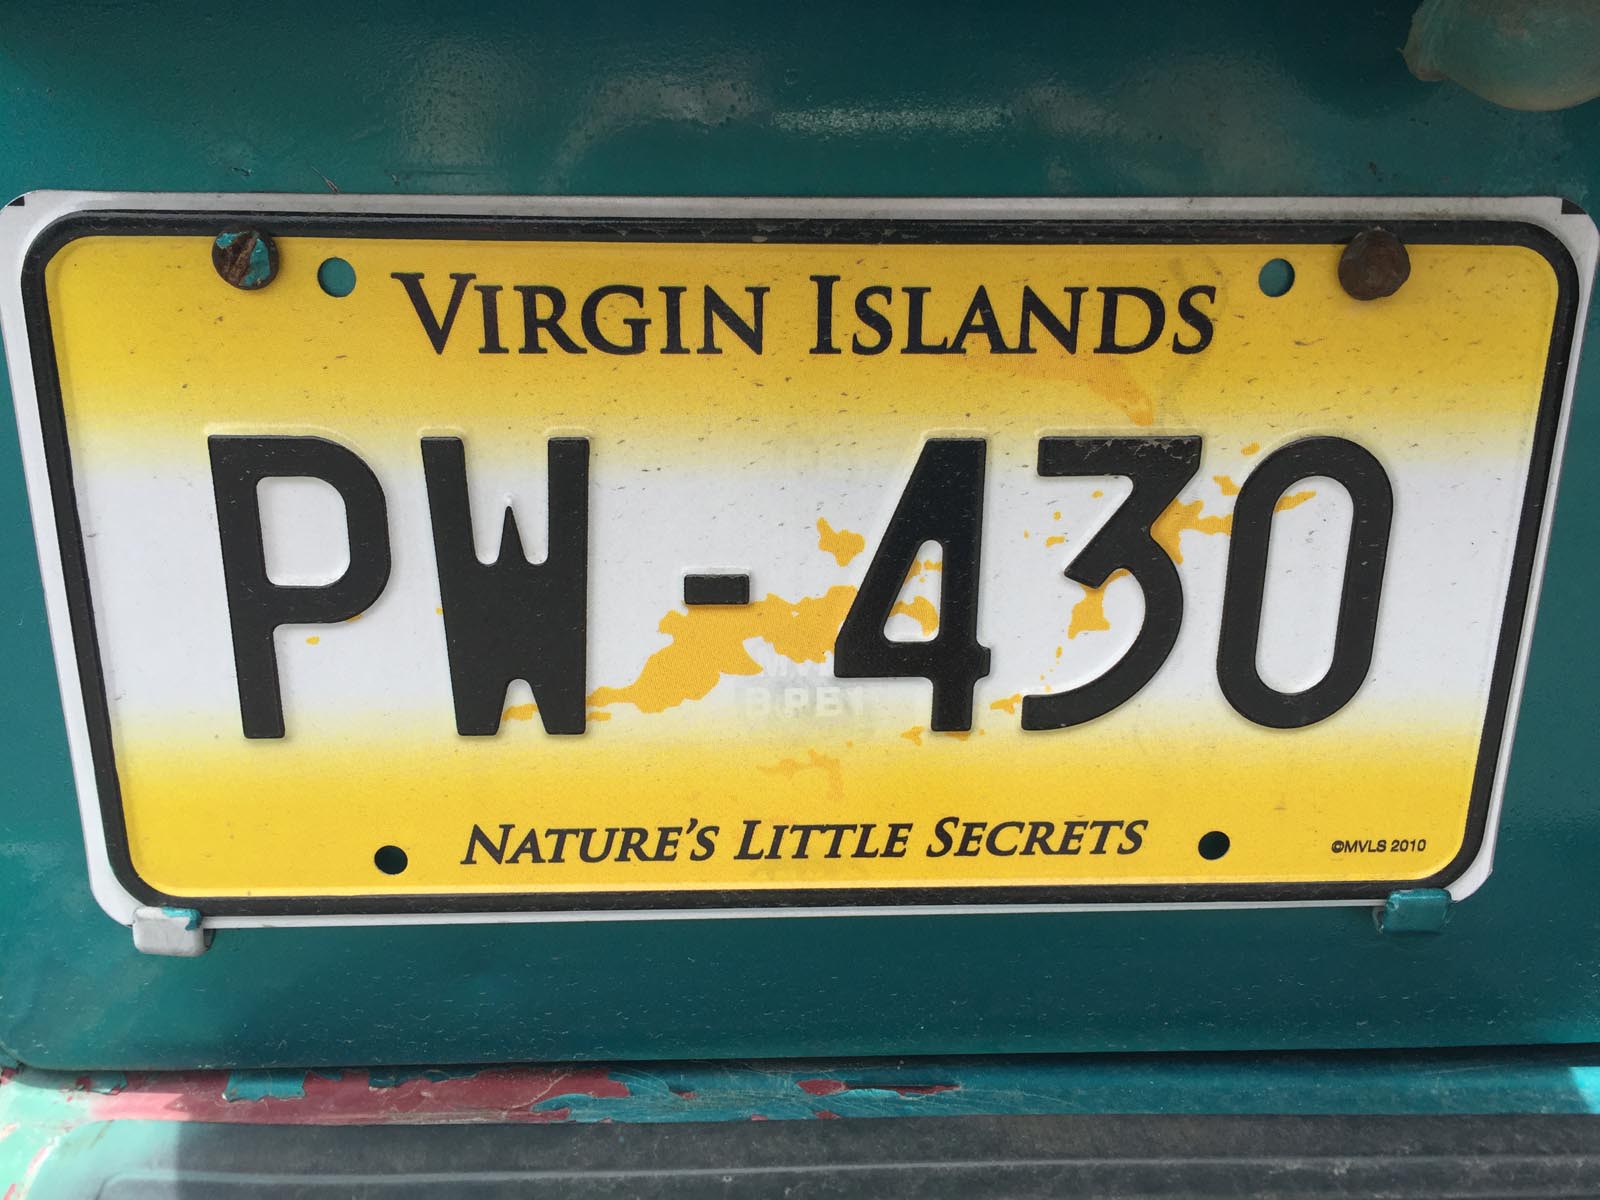 VIRGIN ISLANDS
PW-430
NATURE'S LITTLE SECRETS
©MVLS 2010